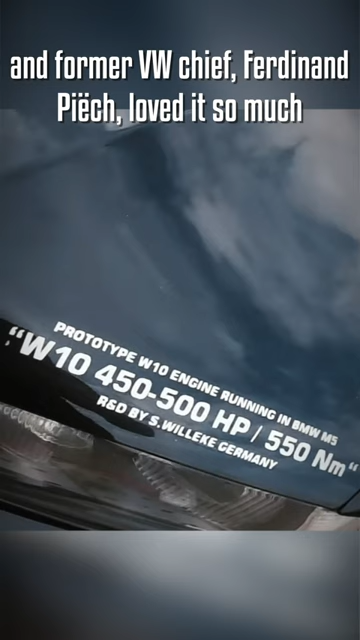 and former VW chief, Ferdinand
Piëch, loved it so much
PROTOTYPE W10 ENGINE RUNNING IN BMW M5
"W10 450-500 HP / 550 Nm"
R&D BY S.WILLEKE GERMANY